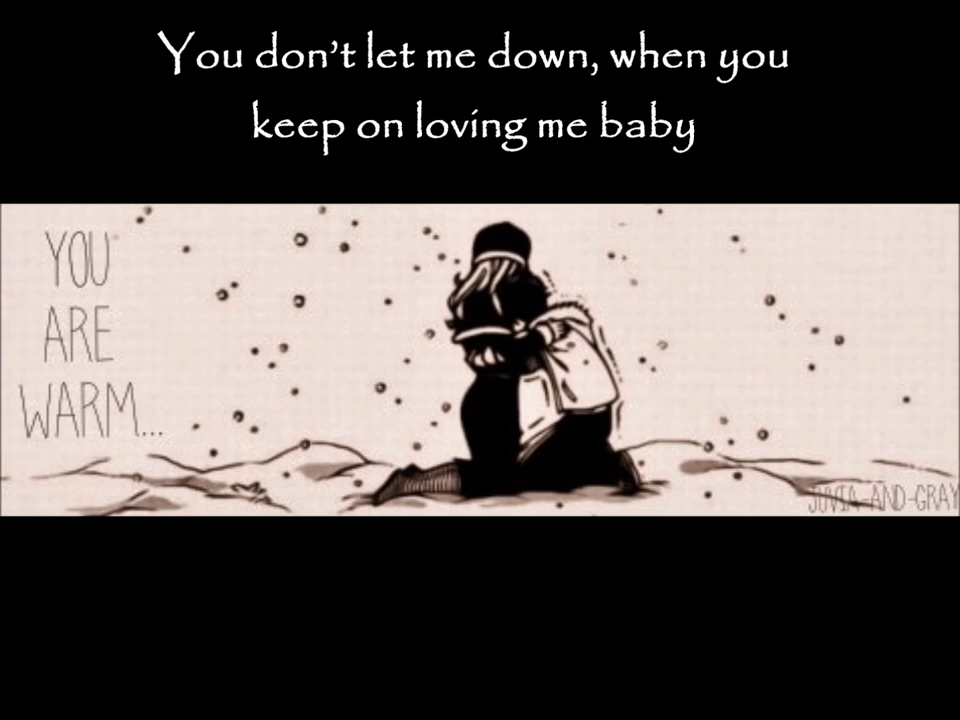 You don't let me down, when you
keep on loving me baby
YOU
ARE
WARM...
JUVIA-AND-GRAY